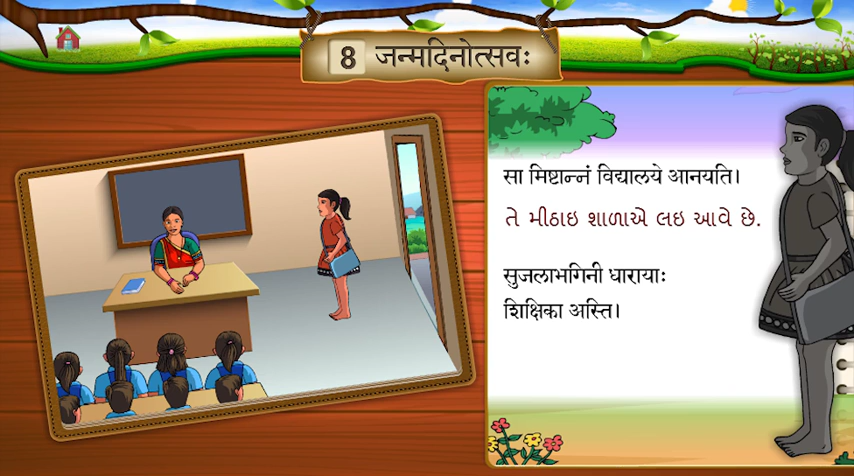 8 जन्मदिनोत्सवः
सा मिष्टान्नं विद्यालये आनयति।
તે મીઠાઇ શાળાએ લઇ આવે છે.
सुजलाभगिनी धारायाः
शिक्षिका अस्ति।